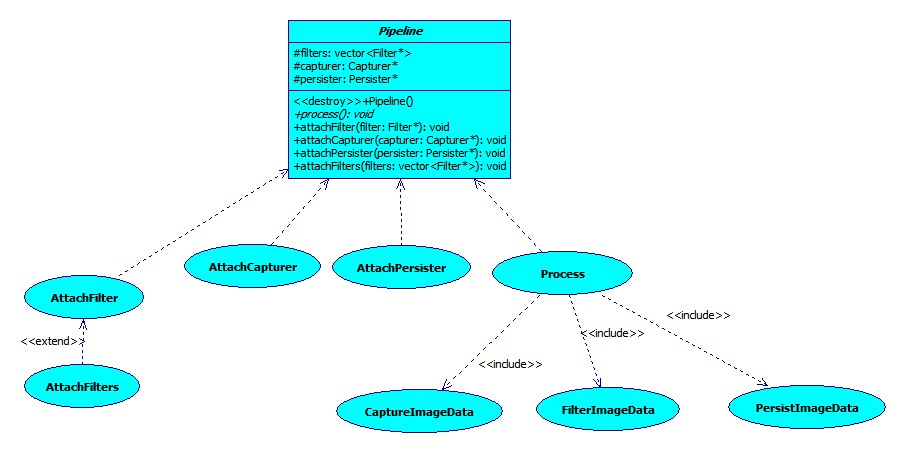 Pipeline
#filters: vector<Filter*>
#capturer: Capturer*
#persister: Persister*
<<destroy>>+Pipeline()
+process(): void
+attachFilter(filter: Filter*): void
+attachCapturer(capturer: Capturer*): void
+attachPersister(persister: Persister*): void
+attachFilters(filters: vector<Filter*>): void
AttachCapturer
AttachPersister
Process
AttachFilter
<<extend>>
AttachFilters
<<include>>
<<include>>
<<include>>
CaptureImageData
FilterImageData
PersistImageData